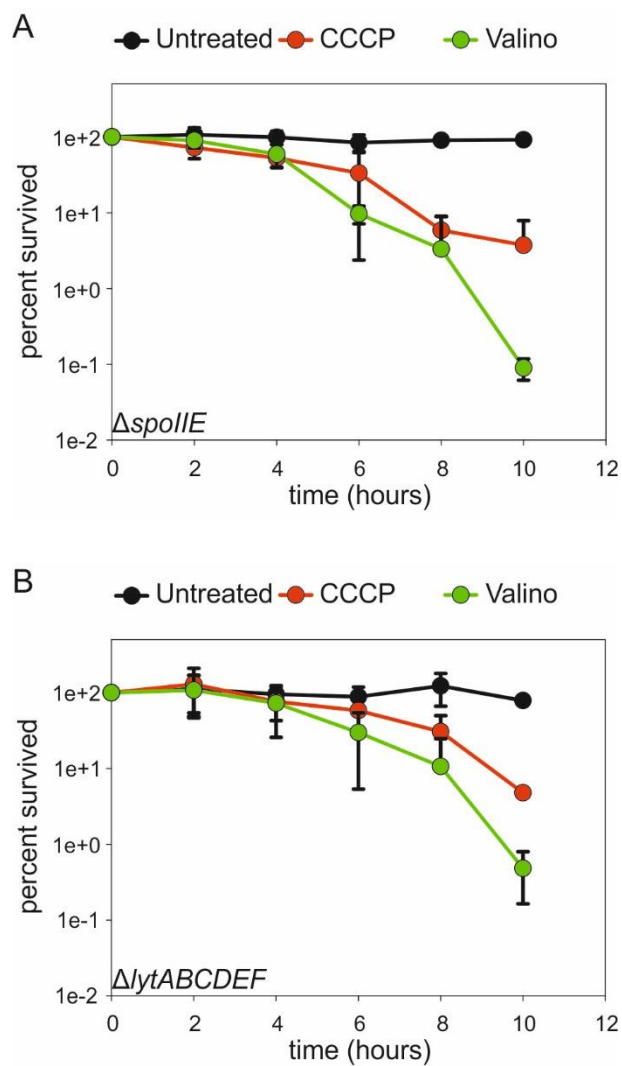 A
Untreated CCCP Valino
percent survived
1e+2
1e+1
1e+0
1e-1
1e-2
ΔspoIIE
0 2 4 6 8 10 12
time (hours)
B
Untreated CCCP Valino
percent survived
1e+2
1e+1
1e+0
1e-1
1e-2
ΔlytABCDEF
0 2 4 6 8 10 12
time (hours)